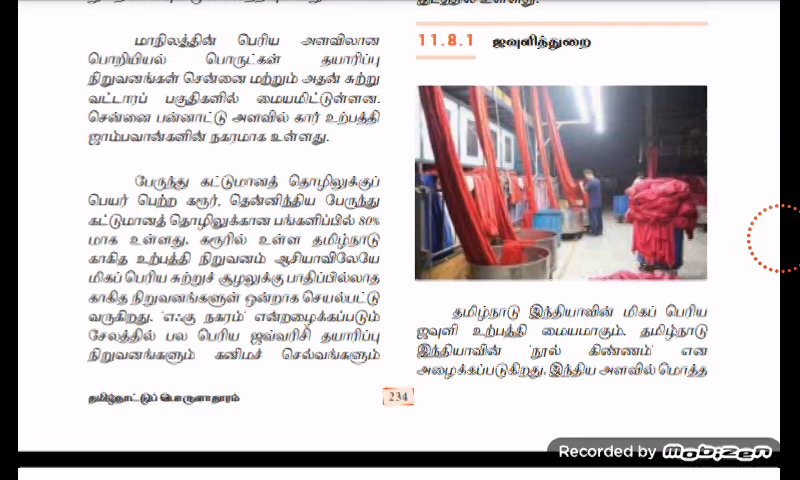 மாநிலத்தின் பெரிய அளவிலான
பொறியியல் பொருட்கள் தயாரிப்பு
நிறுவனங்கள் சென்னை மற்றும் அதன் சுற்று
வட்டாரப் பகுதிகளில் மையமிட்டுள்ளன.
சென்னை பன்னாட்டு அளவில் கார் உற்பத்தி
ஜாம்பவான்களின் நகரமாக உள்ளது.
பேருந்து கட்டுமானத் தொழிலுக்குப்
பெயர் பெற்ற கரூர், தென்னிந்திய பேருந்து
கட்டுமானத் தொழிலுக்கான பங்களிப்பில் 80%
மாக உள்ளது. கரூரில் உள்ள தமிழ்நாடு
காகித உற்பத்தி நிறுவனம் ஆசியாவிலேயே
மிகப் பெரிய சுற்றுச் சூழலுக்கு பாதிப்பில்லாத
காகித நிறுவனங்களுள் ஒன்றாக செயல்பட்டு
வருகிறது. 'எஃகு நகரம்' என்றழைக்கப்படும்
சேலத்தில் பல பெரிய ஜவ்வரிசி தயாரிப்பு
நிறுவனங்களும் கனிமச் செல்வங்களும்
தமிழ்நாட்டுப் பொருளாதாரம்
234
இடத்தில் உள்ளது.
11.8.1 ஜவுளித்துறை
தமிழ்நாடு இந்தியாவின் மிகப் பெரிய
ஜவுளி உற்பத்தி மையமாகும். தமிழ்நாடு
இந்தியாவின் 'நூல் கிண்ணம்' என
அழைக்கப்படுகிறது. இந்திய அளவில் மொத்த
Recorded by mobizen